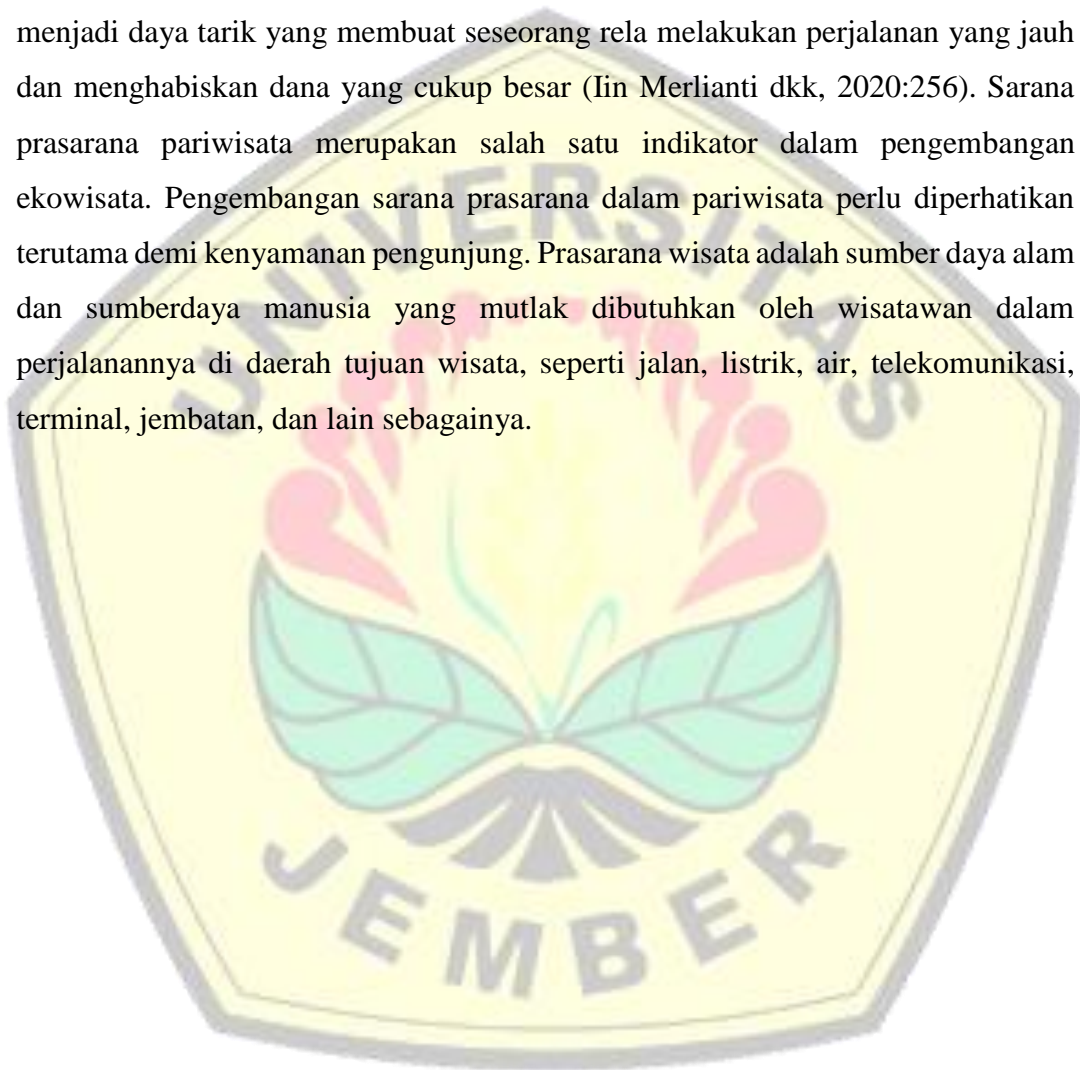 menjadi daya tarik yang membuat seseorang rela melakukan perjalanan yang jauh
dan menghabiskan dana yang cukup besar (Iin Merlianti dkk, 2020:256). Sarana
prasarana pariwisata merupakan salah satu indikator dalam pengembangan
ekowisata. Pengembangan sarana prasarana dalam pariwisata perlu diperhatikan
terutama demi kenyamanan pengunjung. Prasarana wisata adalah sumber daya alam
dan sumberdaya manusia yang mutlak dibutuhkan oleh wisatawan dalam
perjalanannya di daerah tujuan wisata, seperti jalan, listrik, air, telekomunikasi,
terminal, jembatan, dan lain sebagainya.
UNIVERSITAS
JEMBER